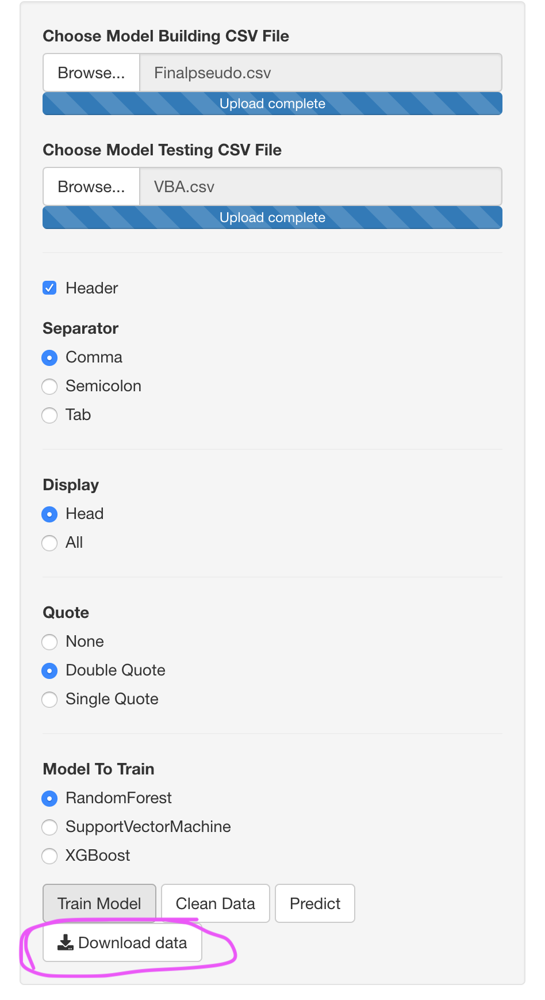 Choose Model Building CSV File
Browse... Finalpseudo.csv
Upload complete
Choose Model Testing CSV File
Browse... VBA.csv
Upload complete
Header
Separator
Comma
Semicolon
Tab
Display
Head
All
Quote
None
Double Quote
Single Quote
Model To Train
RandomForest
SupportVectorMachine
XGBoost
Train Model Clean Data Predict
Download data